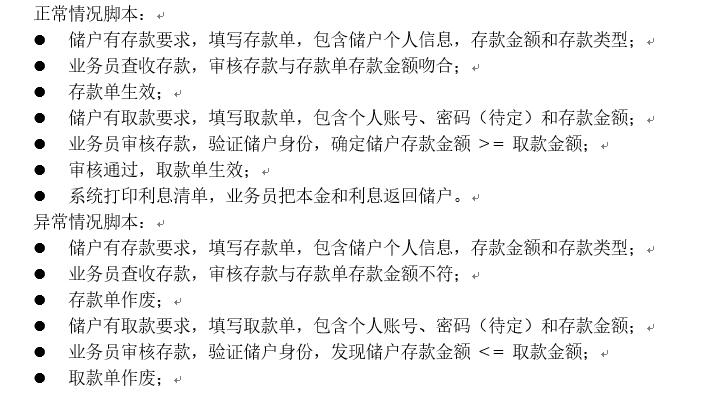 正常情况脚本：
● 储户有存款要求，填写存款单，包含储户个人信息，存款金额和存款类型；
● 业务员查收存款，审核存款与存款单存款金额吻合；
● 存款单生效；
● 储户有取款要求，填写取款单，包含个人账号、密码（待定）和存款金额；
● 业务员审核存款，验证储户身份，确定储户存款金额 >= 取款金额；
● 审核通过，取款单生效；
● 系统打印利息清单，业务员把本金和利息返回储户。
异常情况脚本：
● 储户有存款要求，填写存款单，包含储户个人信息，存款金额和存款类型；
● 业务员查收存款，审核存款与存款单存款金额不符；
● 存款单作废；
● 储户有取款要求，填写取款单，包含个人账号、密码（待定）和存款金额；
● 业务员审核存款，验证储户身份，发现储户存款金额 <= 取款金额；
● 取款单作废；